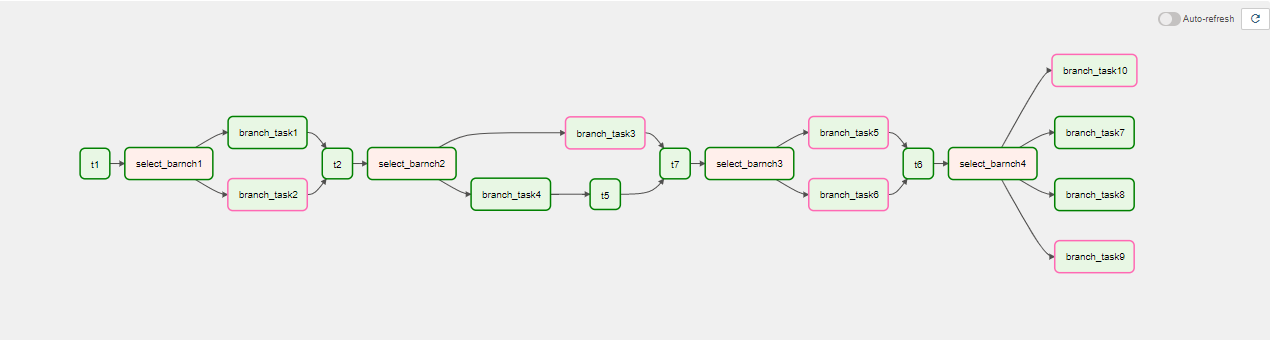 Auto-refresh
branch_task10
branch_task1
branch_task3
branch_task5
branch_task7
t1
select_barnch1
t2
select_barnch2
t7
select_barnch3
t6
select_barnch4
branch_task2
branch_task4
t5
branch_task6
branch_task8
branch_task9